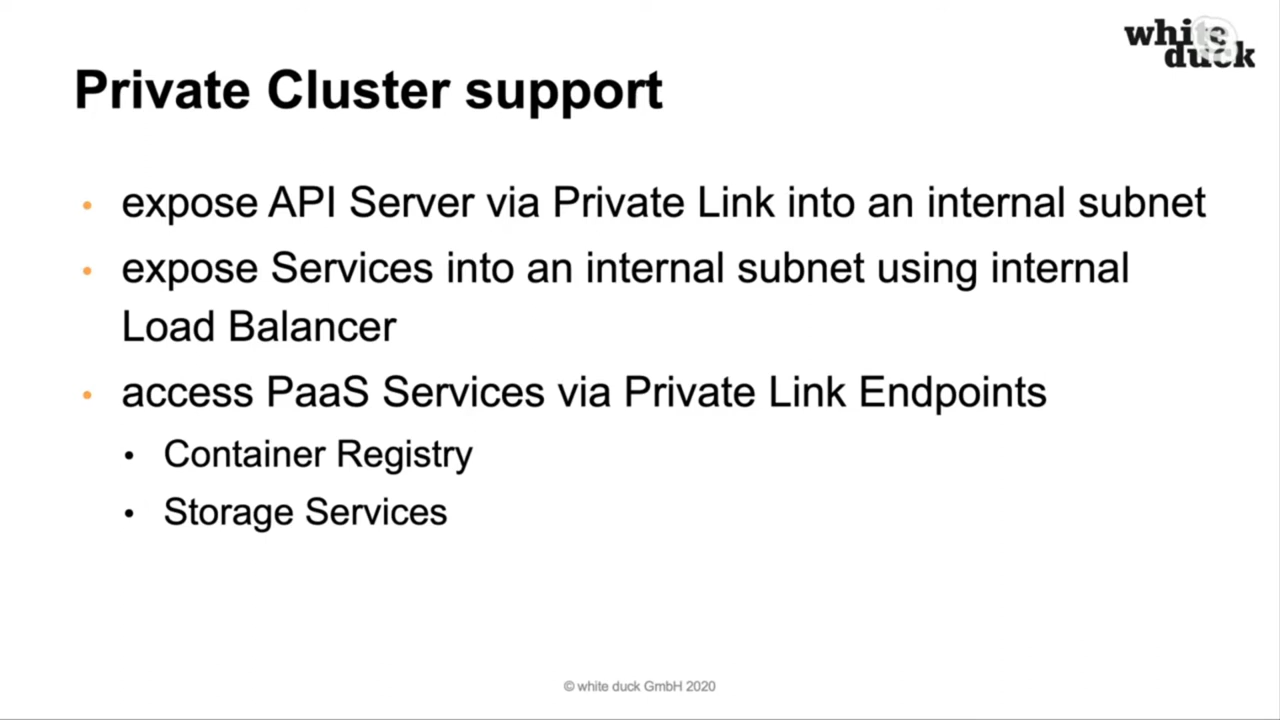 white
duck
Private Cluster support
• expose API Server via Private Link into an internal subnet
• expose Services into an internal subnet using internal
Load Balancer
• access PaaS Services via Private Link Endpoints
• Container Registry
• Storage Services
© white duck GmbH 2020